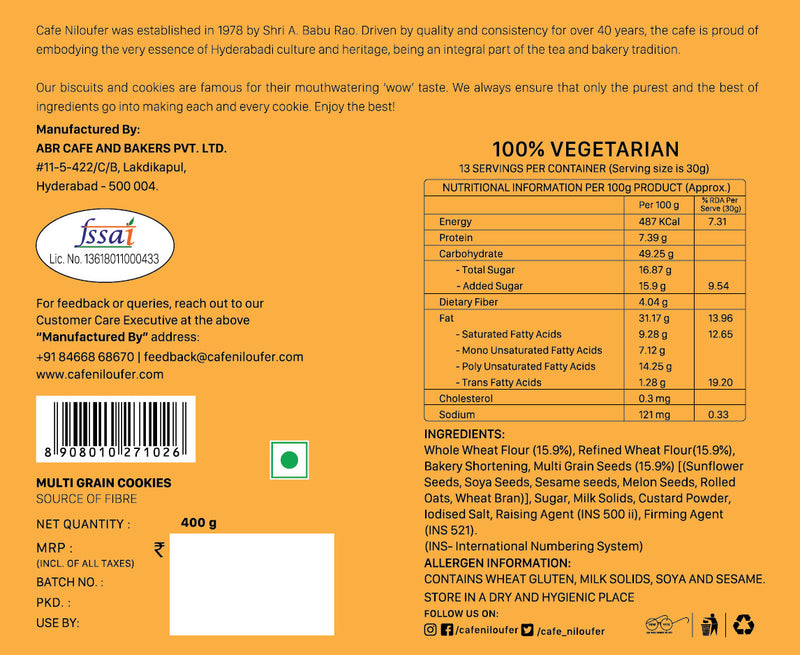 Cafe Niloufer was established in 1978 by Shri A. Babu Rao. Driven by quality and consistency for over 40 years, the cafe is proud of
embodying the very essence of Hyderabadi culture and heritage, being an integral part of the tea and bakery tradition.
Our biscuits and cookies are famous for their mouthwatering 'wow' taste. We always ensure that only the purest and the best of
ingredients go into making each and every cookie. Enjoy the best!
Manufactured By:
ABR CAFE AND BAKERS PVT. LTD.
#11-5-422/C/B, Lakdikapul,
Hyderabad - 500 004.
fssai
Lic. No. 13618011000433
For feedback or queries, reach out to our
Customer Care Executive at the above
“Manufactured By” address:
+91 84668 68670 | feedback@cafeniloufer.com
www.cafeniloufer.com
8 908010 271026
MULTI GRAIN COOKIES
SOURCE OF FIBRE
NET QUANTITY : 400 g
MRP : ₹
(INCL. OF ALL TAXES)
BATCH NO. :
PKD. :
USE BY:
100% VEGETARIAN
13 SERVINGS PER CONTAINER (Serving size is 30g)
NUTRITIONAL INFORMATION PER 100g PRODUCT (Approx.)
Per 100 g % RDA Per Serve (30g)
Energy 487 KCal 7.31
Protein 7.39 g
Carbohydrate 49.25 g
- Total Sugar 16.87 g
- Added Sugar 15.9 g 9.54
Dietary Fiber 4.04 g
Fat 31.17 g 13.96
- Saturated Fatty Acids 9.28 g 12.65
- Mono Unsaturated Fatty Acids 7.12 g
- Poly Unsaturated Fatty Acids 14.25 g
- Trans Fatty Acids 1.28 g 19.20
Cholesterol 0.3 mg
Sodium 121 mg 0.33
INGREDIENTS:
Whole Wheat Flour (15.9%), Refined Wheat Flour(15.9%),
Bakery Shortening, Multi Grain Seeds (15.9%) [(Sunflower
Seeds, Soya Seeds, Sesame seeds, Melon Seeds, Rolled
Oats, Wheat Bran)], Sugar, Milk Solids, Custard Powder,
Iodised Salt, Raising Agent (INS 500 ii), Firming Agent
(INS 521).
(INS- International Numbering System)
ALLERGEN INFORMATION:
CONTAINS WHEAT GLUTEN, MILK SOLIDS, SOYA AND SESAME.
STORE IN A DRY AND HYGIENIC PLACE
FOLLOW US ON:
/cafeniloufer /cafe_niloufer